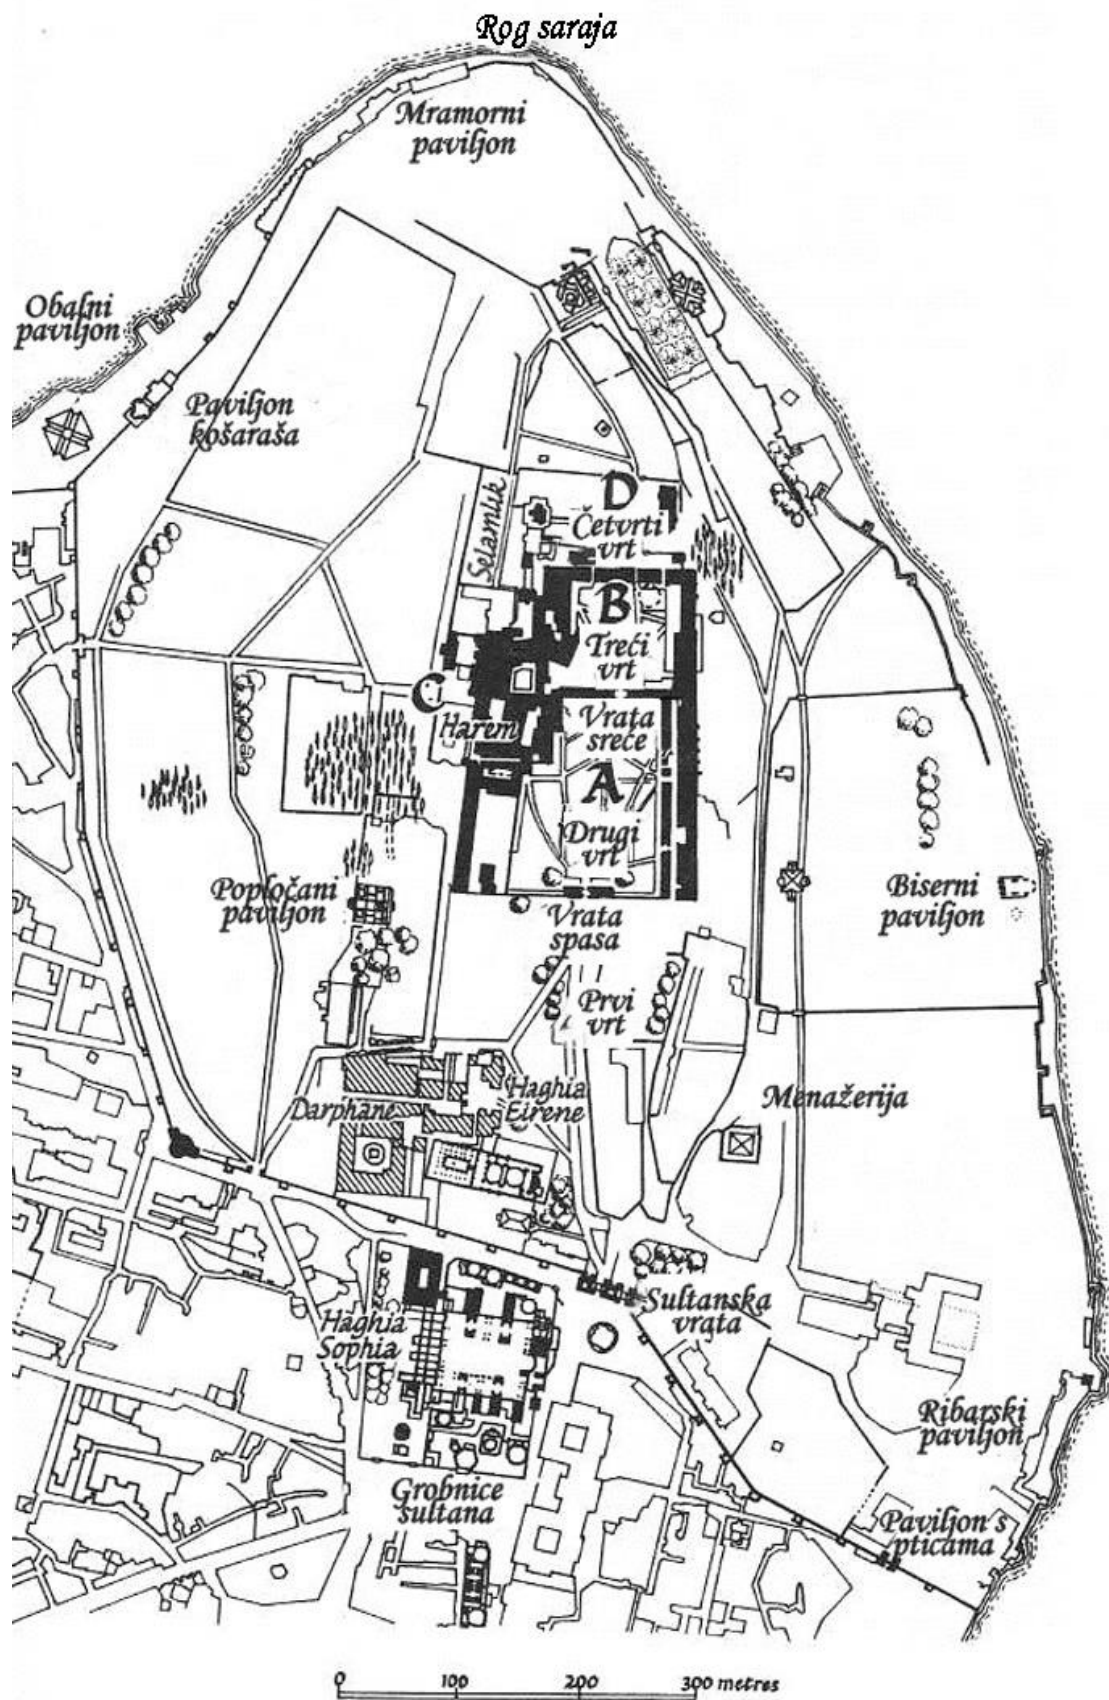 Rog saraja
Mramorni
paviljon
Obalni
paviljon
Paviljon
košaraša
Selamlik
D
Četvrti
vrt
B
Treći
vrt
C
Harem
Vrata
sreće
A
Drugi
vrt
Popločani
paviljon
Biserni
paviljon
Vrata
spasa
Prvi
vrt
Darphane
Haghia
Eirene
Menažerija
Sultanska
vrata
Haghia
Sophia
Ribarski
paviljon
Grobnice
sultana
Paviljon s
pticama
0 100 200 300 metres